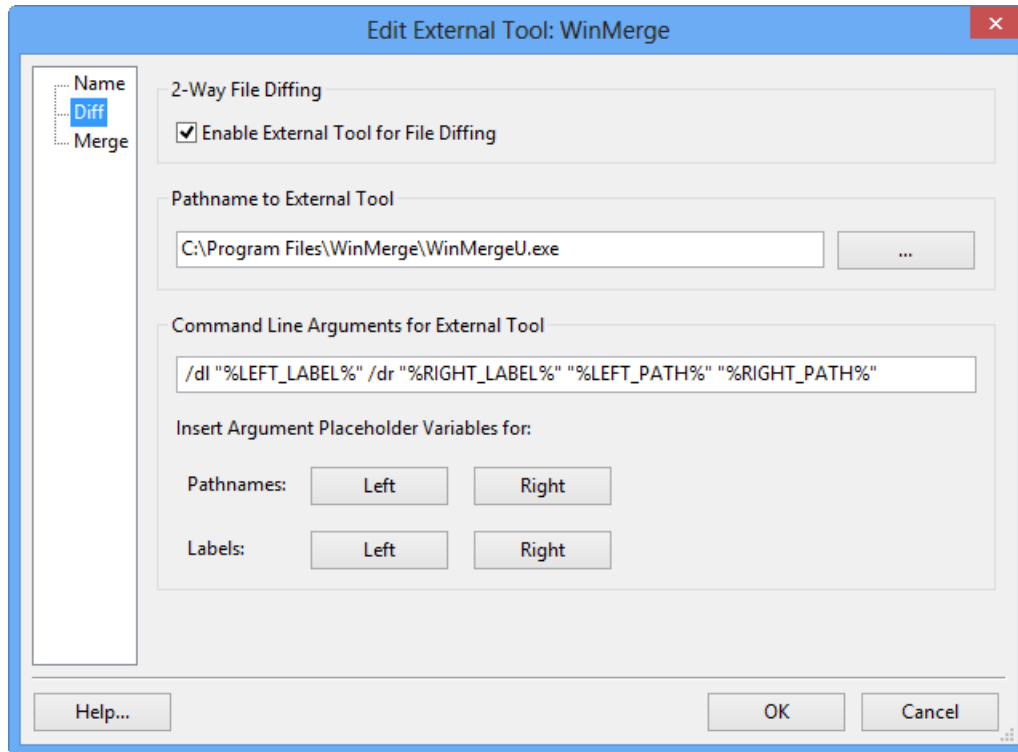 Edit External Tool: WinMerge
Name
Diff
Merge
2-Way File Diffing
Enable External Tool for File Diffing
Pathname to External Tool
C:\Program Files\WinMerge\WinMergeU.exe
...
Command Line Arguments for External Tool
/dl "%LEFT_LABEL%" /dr "%RIGHT_LABEL%" "%LEFT_PATH%" "%RIGHT_PATH%"
Insert Argument Placeholder Variables for:
Pathnames: Left Right
Labels: Left Right
Help... OK Cancel